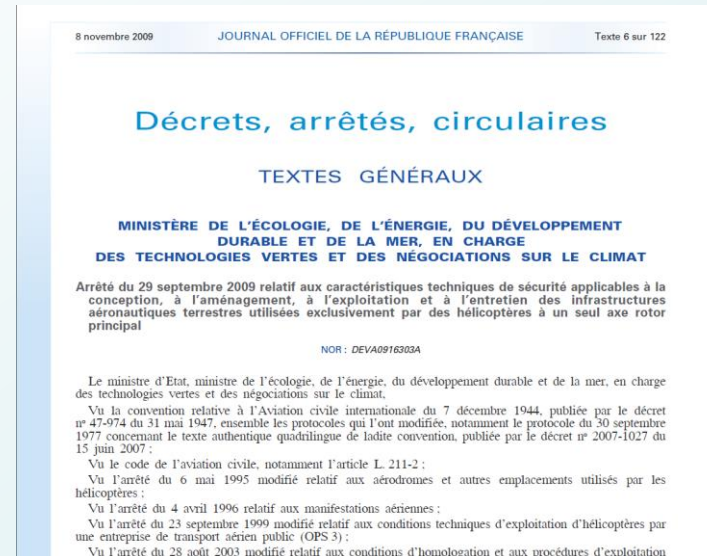 8 novembre 2009 JOURNAL OFFICIEL DE LA RÉPUBLIQUE FRANÇAISE Texte 6 sur 122
Décrets, arrêtés, circulaires
TEXTES GÉNÉRAUX
MINISTÈRE DE L'ÉCOLOGIE, DE L'ÉNERGIE, DU DÉVELOPPEMENT
DURABLE ET DE LA MER, EN CHARGE
DES TECHNOLOGIES VERTES ET DES NÉGOCIATIONS SUR LE CLIMAT
Arrêté du 29 septembre 2009 relatif aux caractéristiques techniques de sécurité applicables à la
conception, à l'aménagement, à l'exploitation et à l'entretien des infrastructures
aéronautiques terrestres utilisées exclusivement par des hélicoptères à un seul axe rotor
principal
NOR : DEVA0916303A
Le ministre d'Etat, ministre de l'écologie, de l'énergie, du développement durable et de la mer, en charge
des technologies vertes et des négociations sur le climat,
Vu la convention relative à l'Aviation civile internationale du 7 décembre 1944, publiée par le décret
nº 47-974 du 31 mai 1947, ensemble les protocoles qui l'ont modifiée, notamment le protocole du 30 septembre
1977 concernant le texte authentique quadrilingue de ladite convention, publiée par le décret nº 2007-1027 du
15 juin 2007 ;
Vu le code de l'aviation civile, notamment l'article L. 211-2 ;
Vu l'arrêté du 6 mai 1995 modifié relatif aux aérodromes et autres emplacements utilisés par les
hélicoptères ;
Vu l'arrêté du 4 avril 1996 relatif aux manifestations aériennes ;
Vu l'arrêté du 23 septembre 1999 modifié relatif aux conditions techniques d'exploitation d'hélicoptères par
une entreprise de transport aérien public (OPS 3) ;
Vu l'arrêté du 28 août 2003 modifié relatif aux conditions d'homologation et aux procédures d'exploitation